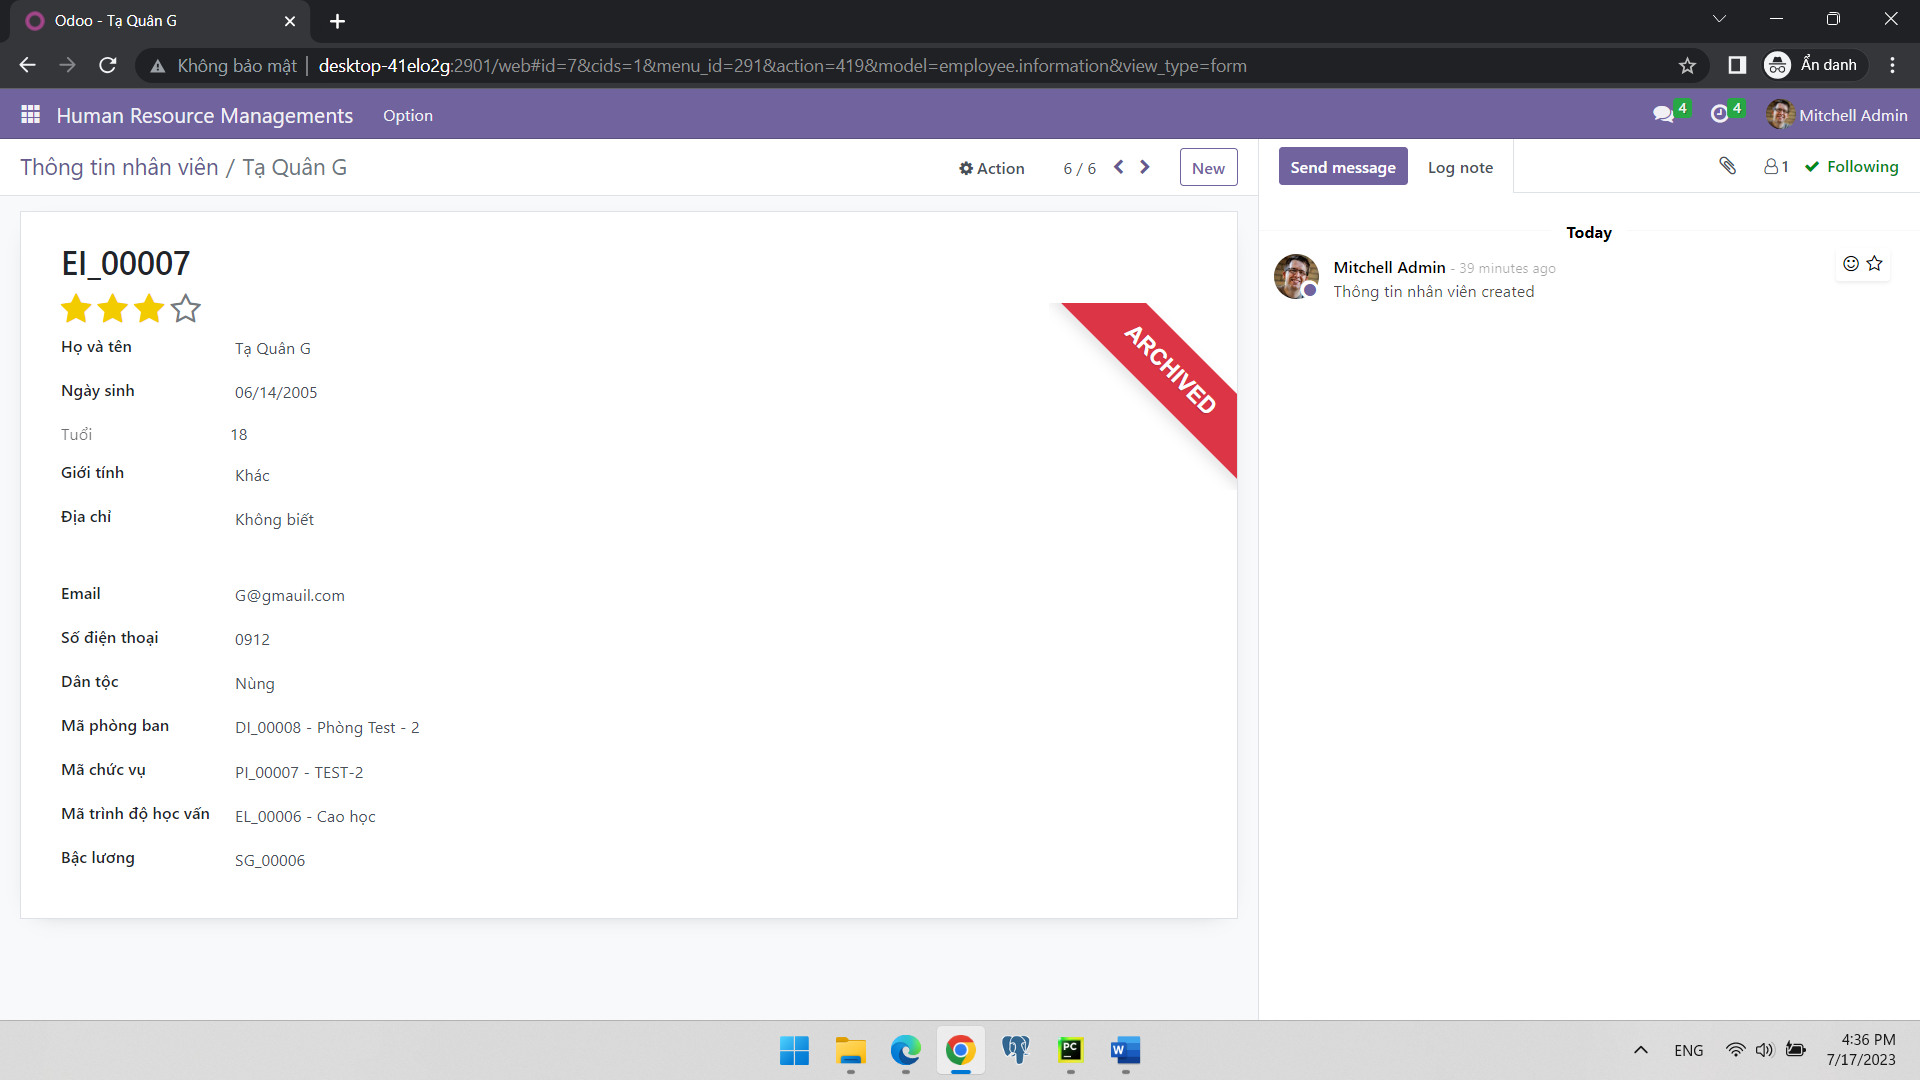 Odoo - Tạ Quân G
Không bảo mật | desktop-41elo2g:2901/web#id=7&cids=1&menu_id=291&action=419&model=employee.information&view_type=form
Ẩn danh
Human Resource Managements
Option
4
4
Mitchell Admin
Thông tin nhân viên / Tạ Quân G
Action
6 / 6
New
Send message
Log note
1
Following
EI_00007
Họ và tên
Tạ Quân G
Ngày sinh
06/14/2005
Tuổi
18
Giới tính
Khác
Địa chỉ
Không biết
Email
G@gmauil.com
Số điện thoại
0912
Dân tộc
Nùng
Mã phòng ban
DI_00008 - Phòng Test - 2
Mã chức vụ
PI_00007 - TEST-2
Mã trình độ học vấn
EL_00006 - Cao học
Bậc lương
SG_00006
ARCHIVED
Today
Mitchell Admin - 39 minutes ago
Thông tin nhân viên created
PC
W
ENG
4:36 PM
7/17/2023